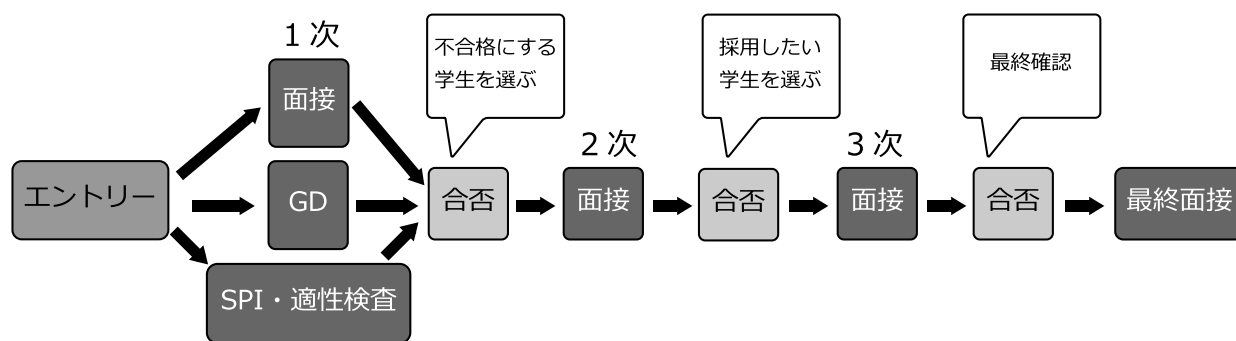 1次
不合格にする
学生を選ぶ
採用したい
学生を選ぶ
最終確認
面接
2次
3次
エントリー
GD
合否
面接
合否
面接
合否
最終面接
SPI・適性検査